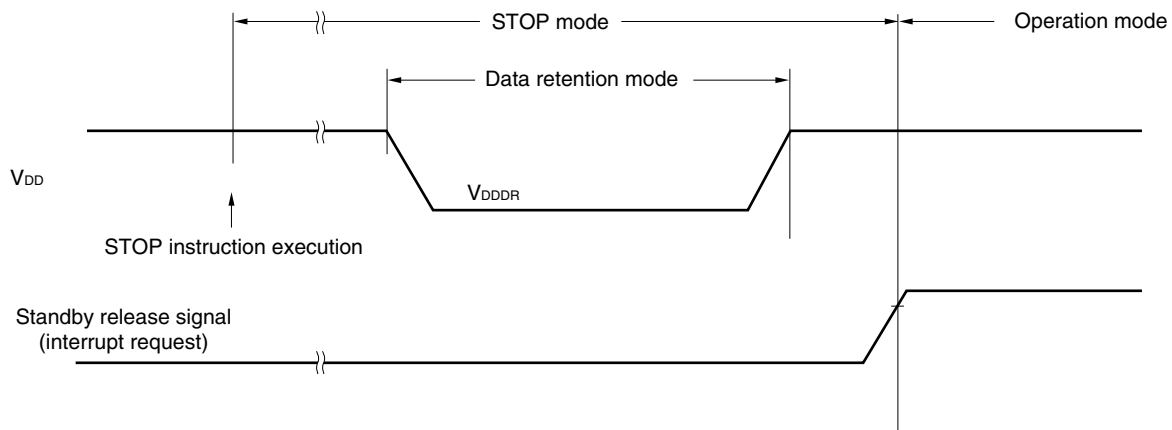 STOP mode
Operation mode
Data retention mode
VDD
VDDDR
STOP instruction execution
Standby release signal
(interrupt request)